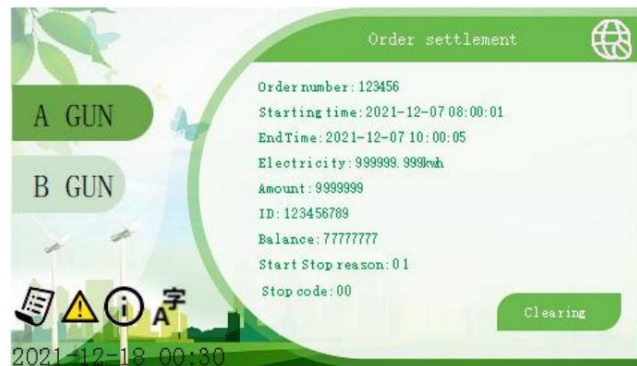 Order settlement
A GUN
B GUN
Order number: 123456
Starting time: 2021-12-07 08:00:01
End Time: 2021-12-07 10:00:05
Electricity: 999999.999kwh
Amount: 9999999
ID: 123456789
Balance: 77777777
Start Stop reason: 01
Stop code: 00
Clearing
A字
2021-12-18 00:30